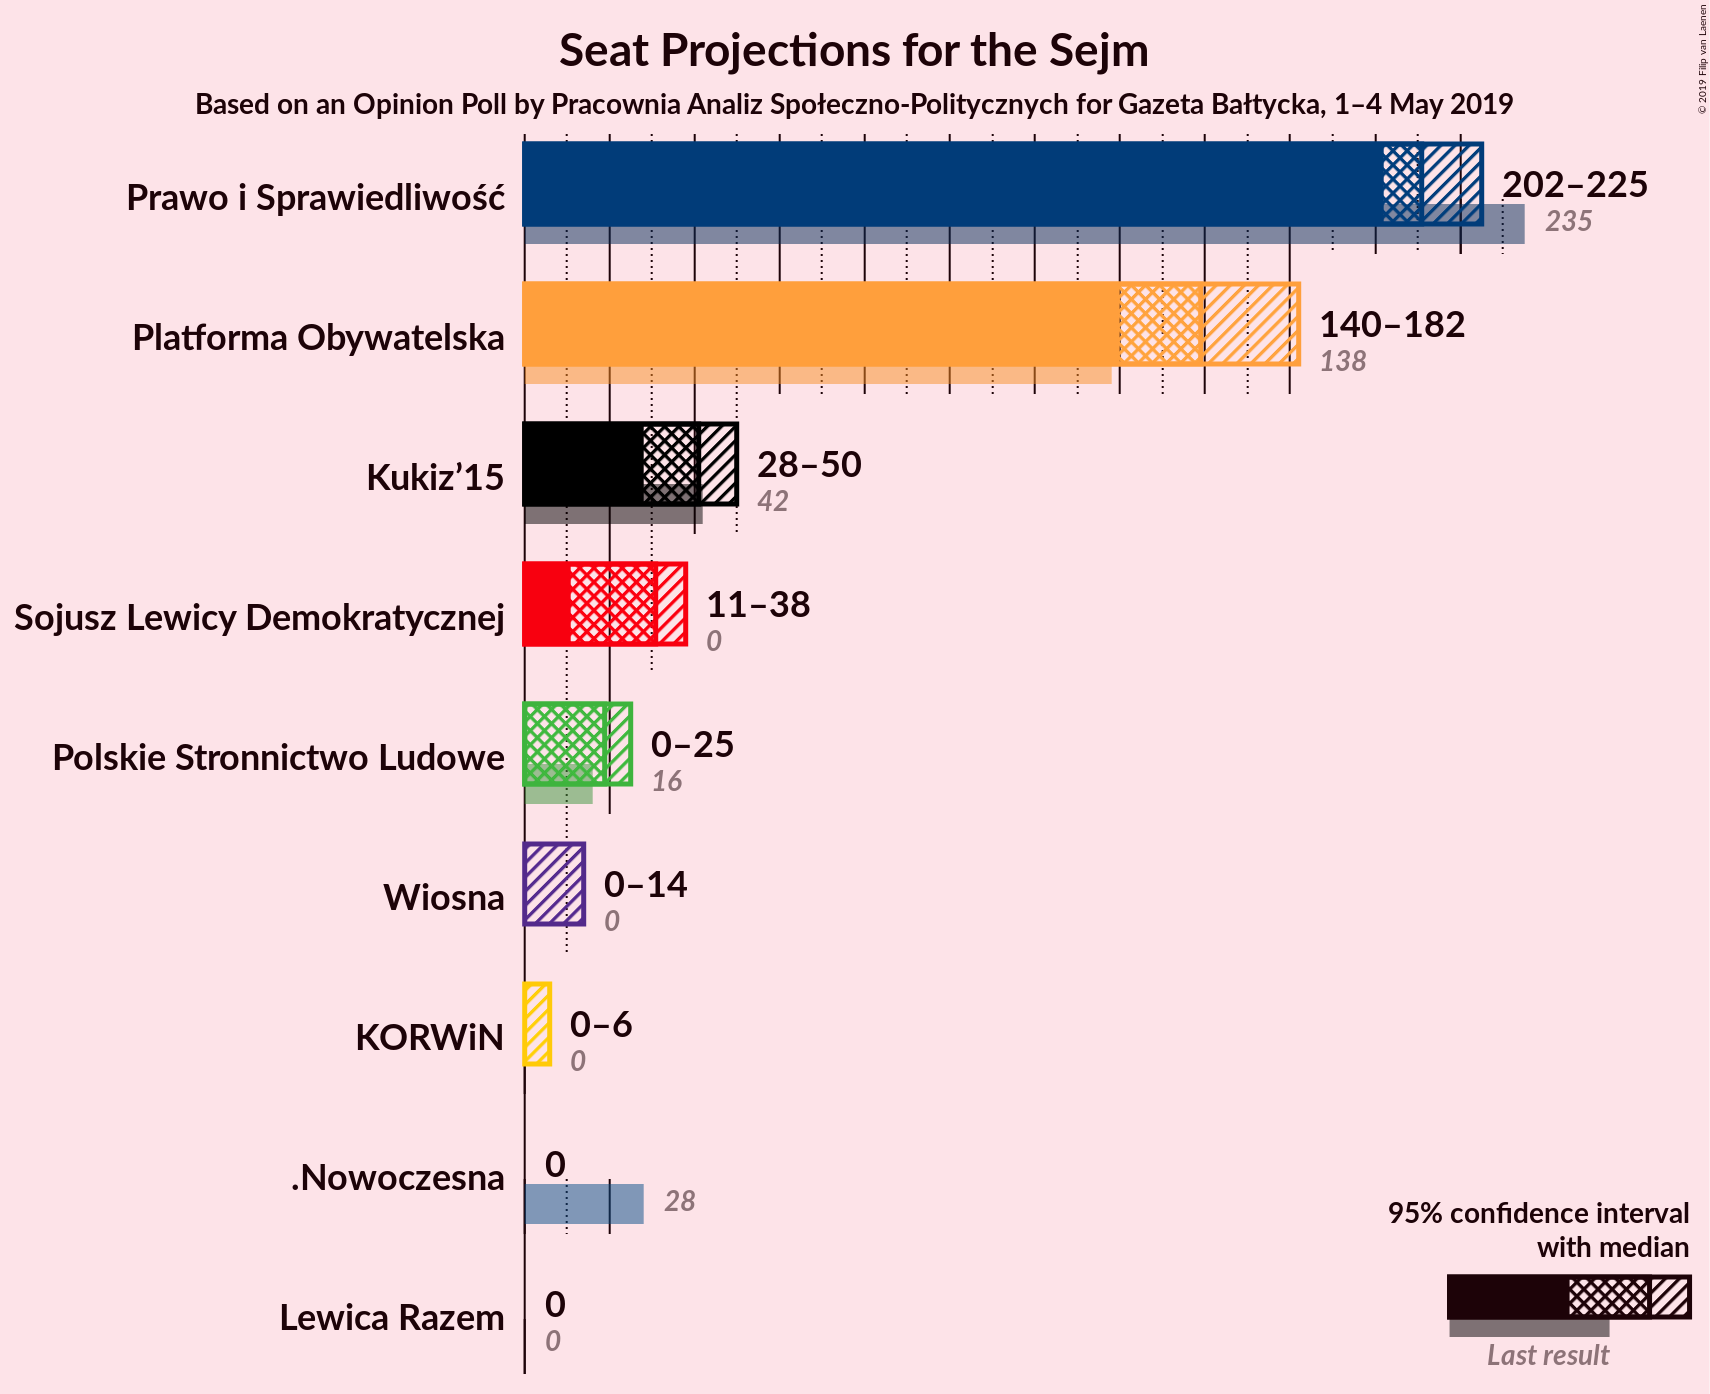 Seat Projections for the Sejm
Based on an Opinion Poll by Pracownia Analiz Społeczno-Politycznych for Gazeta Bałtycka, 1–4 May 2019
© 2019 Filip van Laenen
Prawo i Sprawiedliwość
202–225
235
Platforma Obywatelska
140–182
138
Kukiz’15
28–50
42
Sojusz Lewicy Demokratycznej
11–38
0
Polskie Stronnictwo Ludowe
0–25
16
Wiosna
0–14
0
KORWiN
0–6
0
.Nowoczesna
0
28
Lewica Razem
0
0
95% confidence interval
with median
Last result